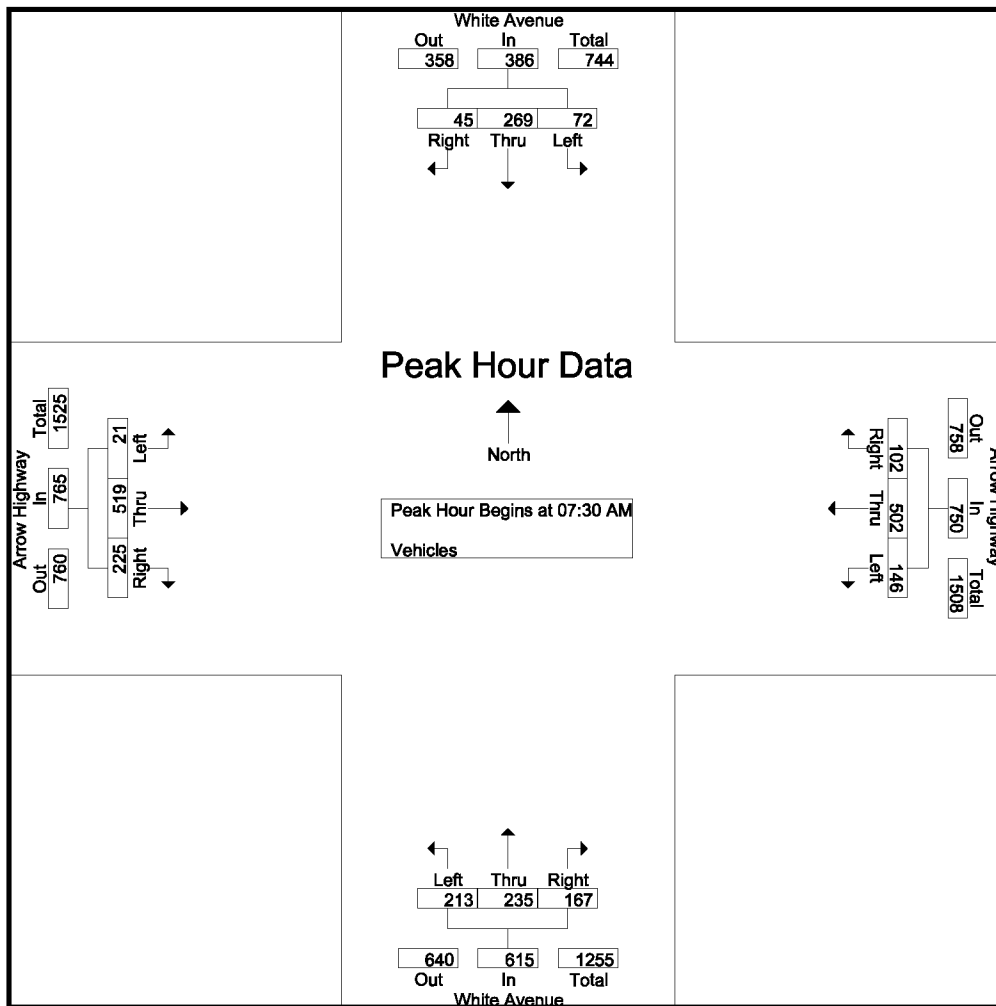 White Avenue
Out In Total
358 386 744
45 269 72
Right Thru Left
Peak Hour Data
North
Peak Hour Begins at 07:30 AM
Vehicles
Arrow Highway
Out In Total
760 765 1525
225 519 21
Right Thru Left
Arrow Highway
Out In Total
758 750 1508
102 502 146
Right Thru Left
Left Thru Right
213 235 167
640 615 1255
Out In Total
White Avenue